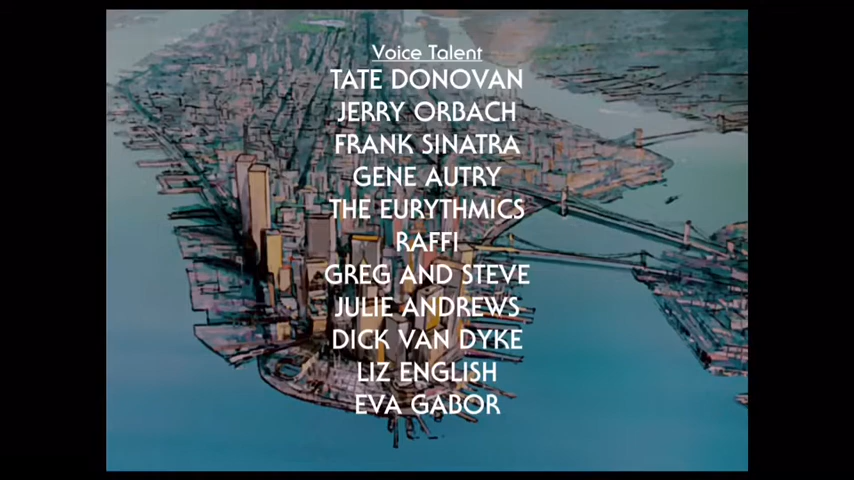 Voice Talent
TATE DONOVAN
JERRY ORBACH
FRANK SINATRA
GENE AUTRY
THE EURYTHMICS
RAFFI
GREG AND STEVE
JULIE ANDREWS
DICK VAN DYKE
LIZ ENGLISH
EVA GABOR